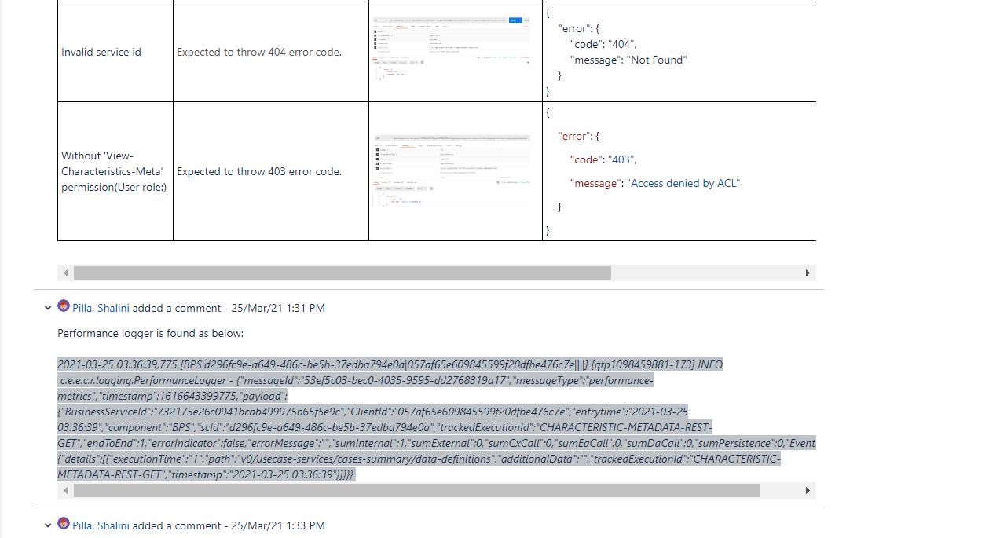 Invalid service id
Expected to throw 404 error code.
{
"error": {
"code": "404",
"message": "Not Found"
}
}
Without 'View-
Characteristics-Meta'
permission(User role:)
Expected to throw 403 error code.
{
"error": {
"code": "403",
"message": "Access denied by ACL"
}
}
Pilla, Shalini added a comment - 25/Mar/21 1:31 PM
Performance logger is found as below:
2021-03-25 03:36:39,775 [BPS|d296fc9e-a649-486c-be5b-37edba794e0a|057af65e609845599f20dfbe476c7e||||] [qtp1098459881-173] INFO
c.e.e.c.r.logging.PerformanceLogger - {"messageId":"53ef5c03-bec0-4035-9595-dd2768319a17","messageType":"performance-
metrics","timestamp":1616643399775,"payload":
{"BusinessServiceId":"732175e26c0941bcab499975b65f5e9c","ClientId":"057af65e609845599f20dfbe476c7e","entrytime":"2021-03-25
03:36:39","component":"BPS","scId":"d296fc9e-a649-486c-be5b-37edba794e0a","trackedExecutionId":"CHARACTERISTIC-METADATA-REST-
GET","endToEnd":1,"errorIndicator":false,"errorMessage":"","sumInternal":1,"sumExternal":0,"sumCxCall":0,"sumEaCall":0,"sumDaCall":0,"sumPersistence":0,"Event
{"details":[{"executionTime":"1","path":"v0/usecase-services/cases-summary/data-definitions","additionalData":"","trackedExecutionId":"CHARACTERISTIC-
METADATA-REST-GET","timestamp":"2021-03-25 03:36:39"}]}}}
Pilla, Shalini added a comment - 25/Mar/21 1:33 PM